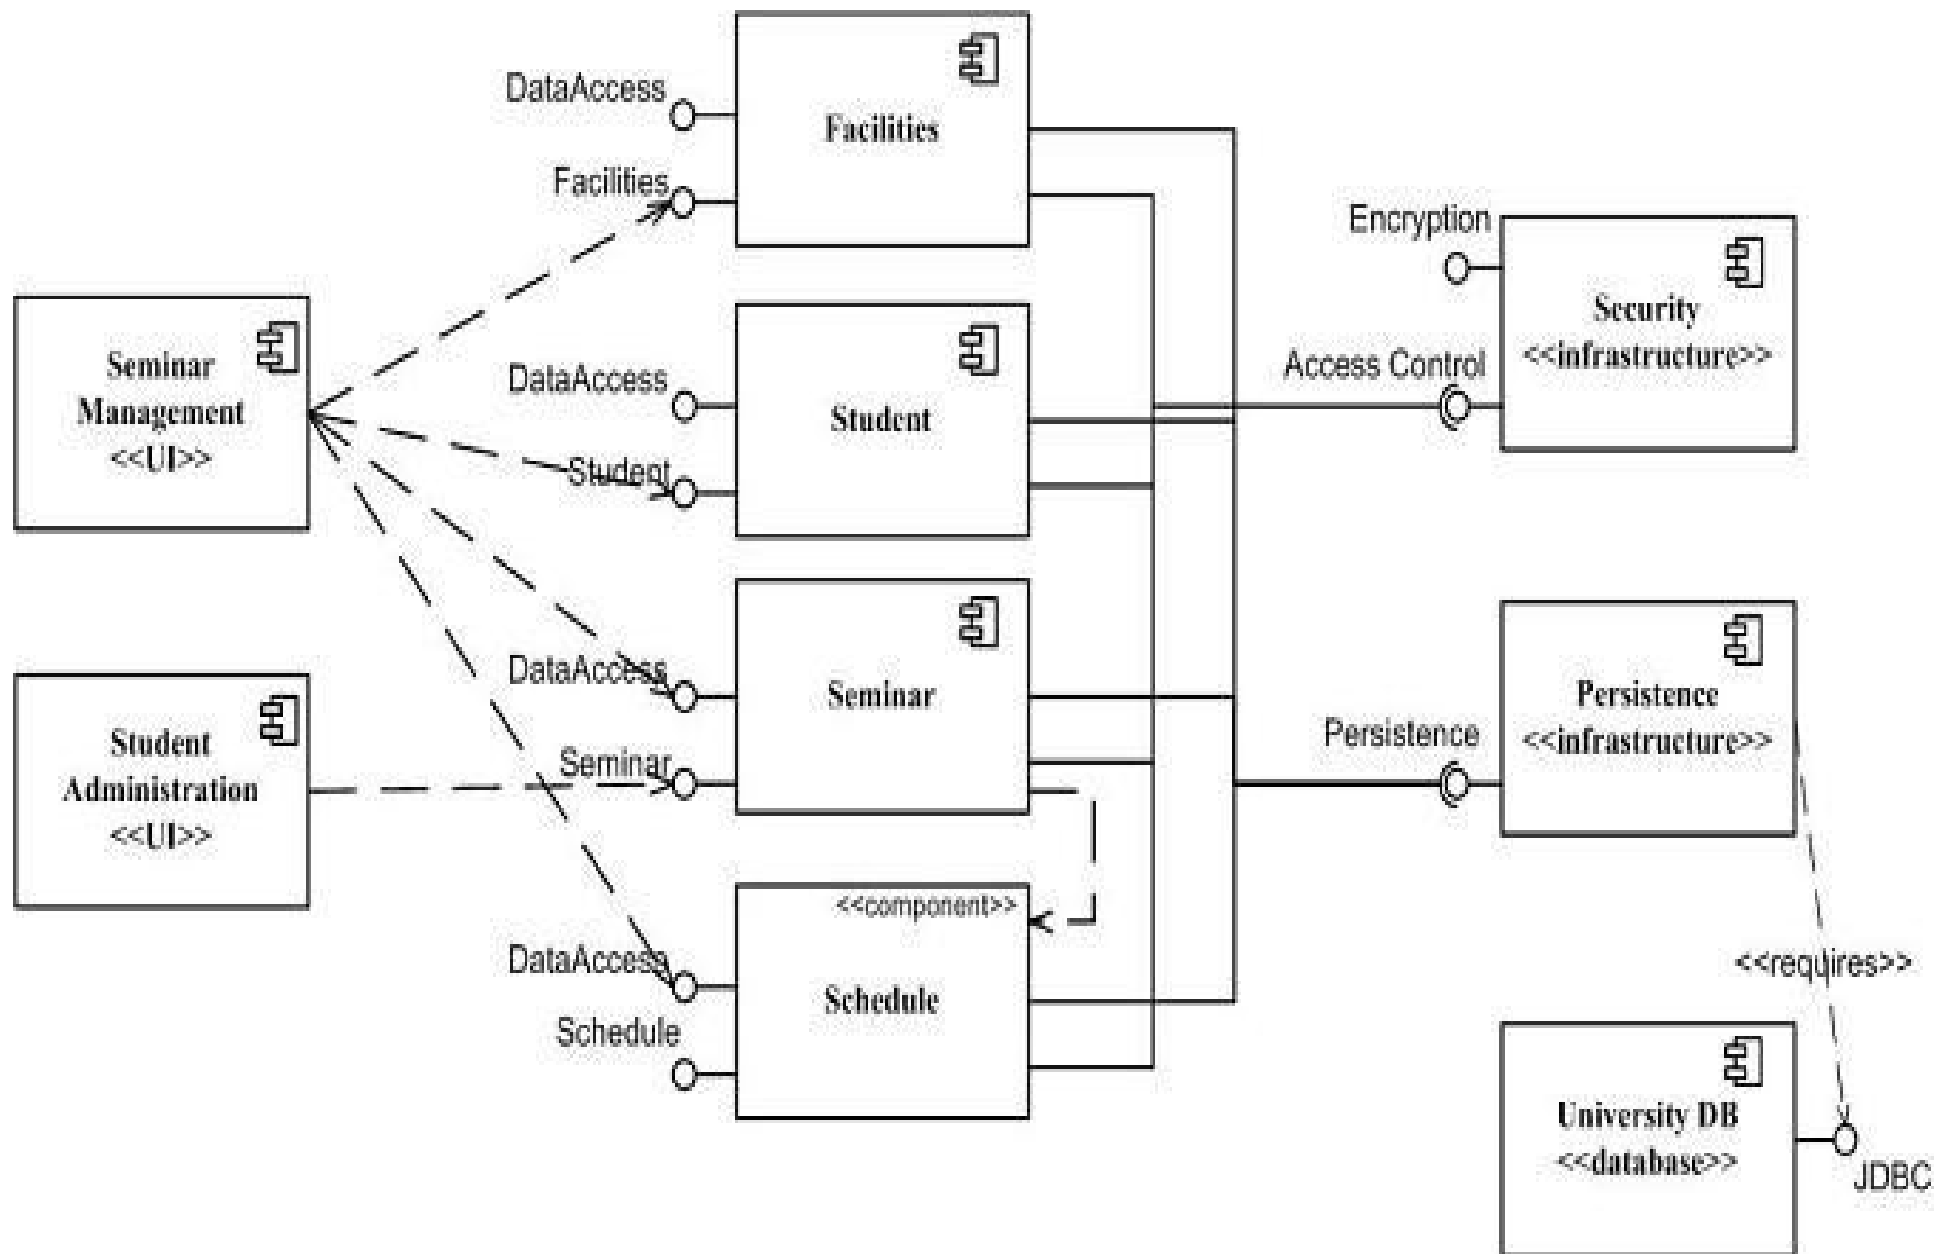 DataAccess
Facilities
Facilities
Encryption
Security
<<infrastructure>>
Access Control
Seminar
Management
<<UI>>
DataAccess
Student
Student
DataAccess
Seminar
Seminar
Student
Administration
<<UI>>
Persistence
Persistence
<<infrastructure>>
<<component>>
DataAccess
Schedule
Schedule
<<requires>>
University DB
<<database>>
JDBC